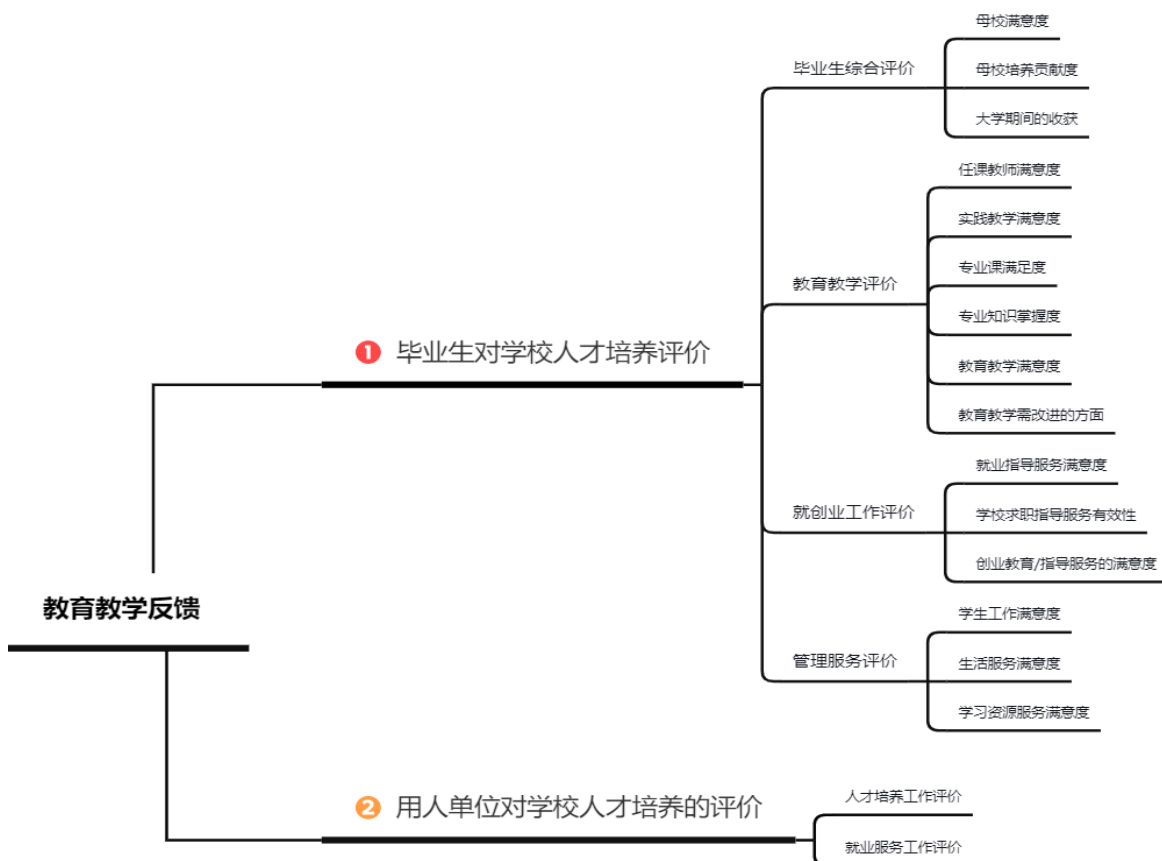 母校满意度
毕业生综合评价
母校培养贡献度
大学期间的收获
任课教师满意度
实践教学满意度
专业课满足度
教育教学评价
专业知识掌握度
教育教学满意度
教育教学需改进的方面
1 毕业生对学校人才培养评价
就业指导服务满意度
就创业工作评价
学校求职指导服务有效性
创业教育/指导服务的满意度
教育教学反馈
学生工作满意度
管理服务评价
生活服务满意度
学习资源服务满意度
2 用人单位对学校人才培养的评价
人才培养工作评价
就业服务工作评价